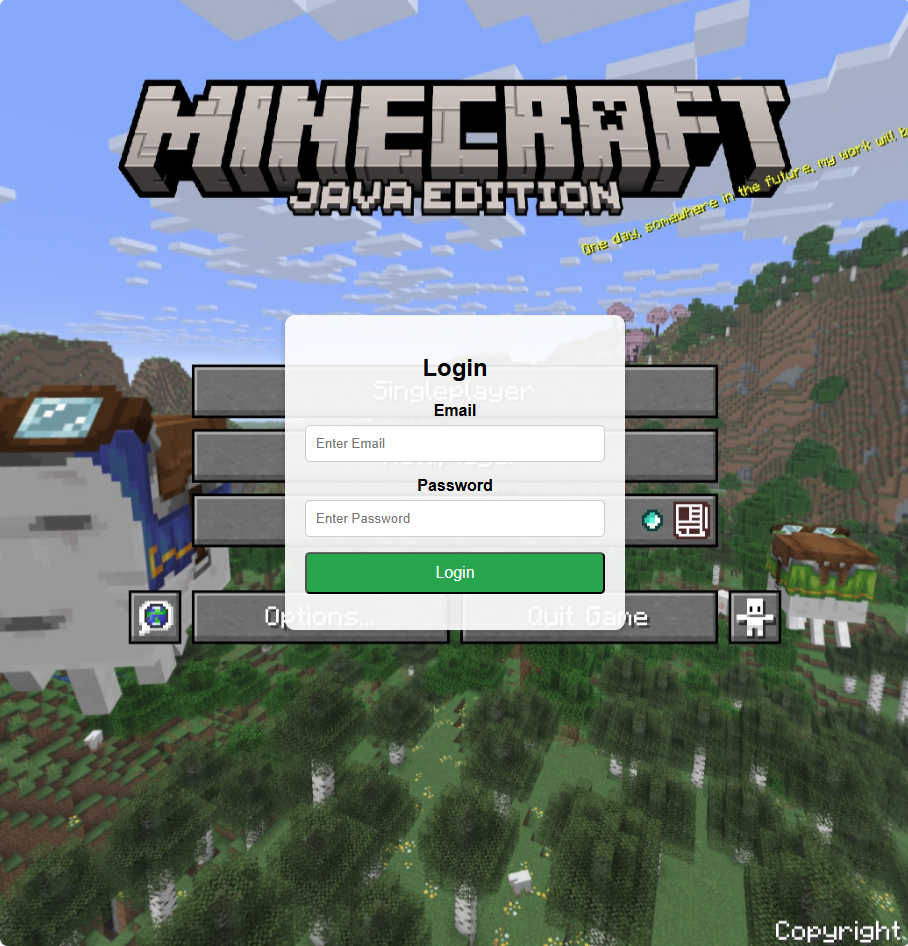 MINECRAFT
JAVA EDITION
One day, somewhere in the future, my work will b
Login
Singleplayer
Email
Enter Email
Password
Enter Password
Login
Options...
Quit Game
Copyright